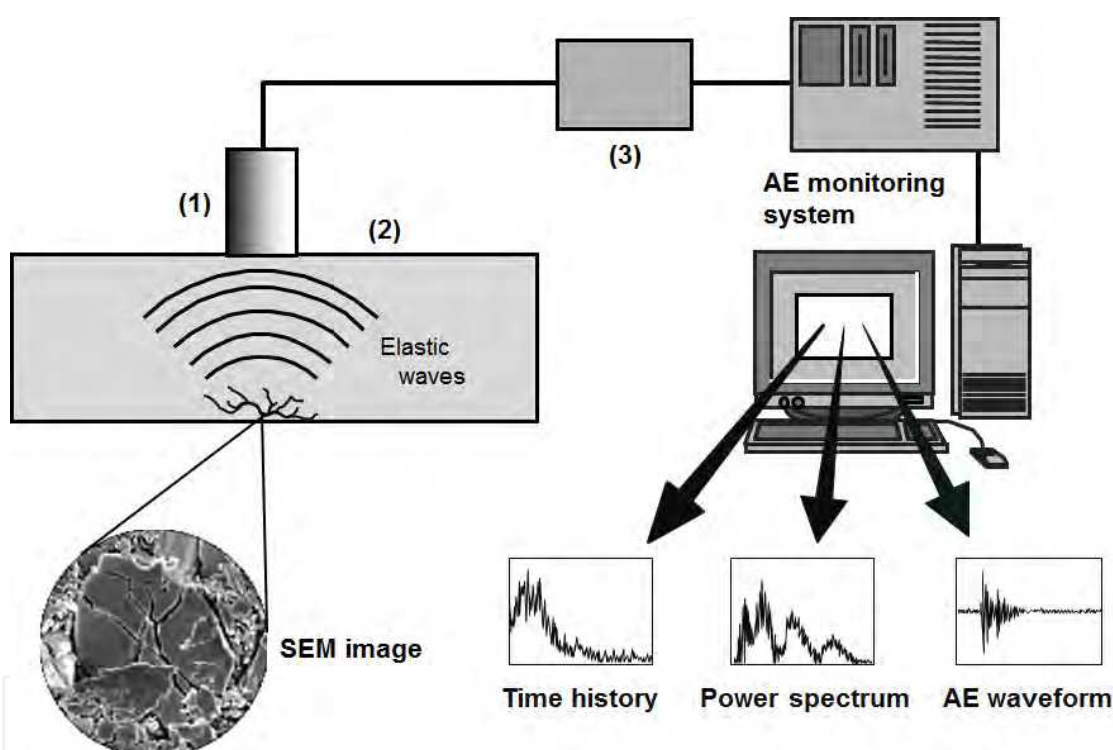 (1)
(2)
(3)
AE monitoring
system
Elastic
waves
SEM image
Time history
Power spectrum
AE waveform